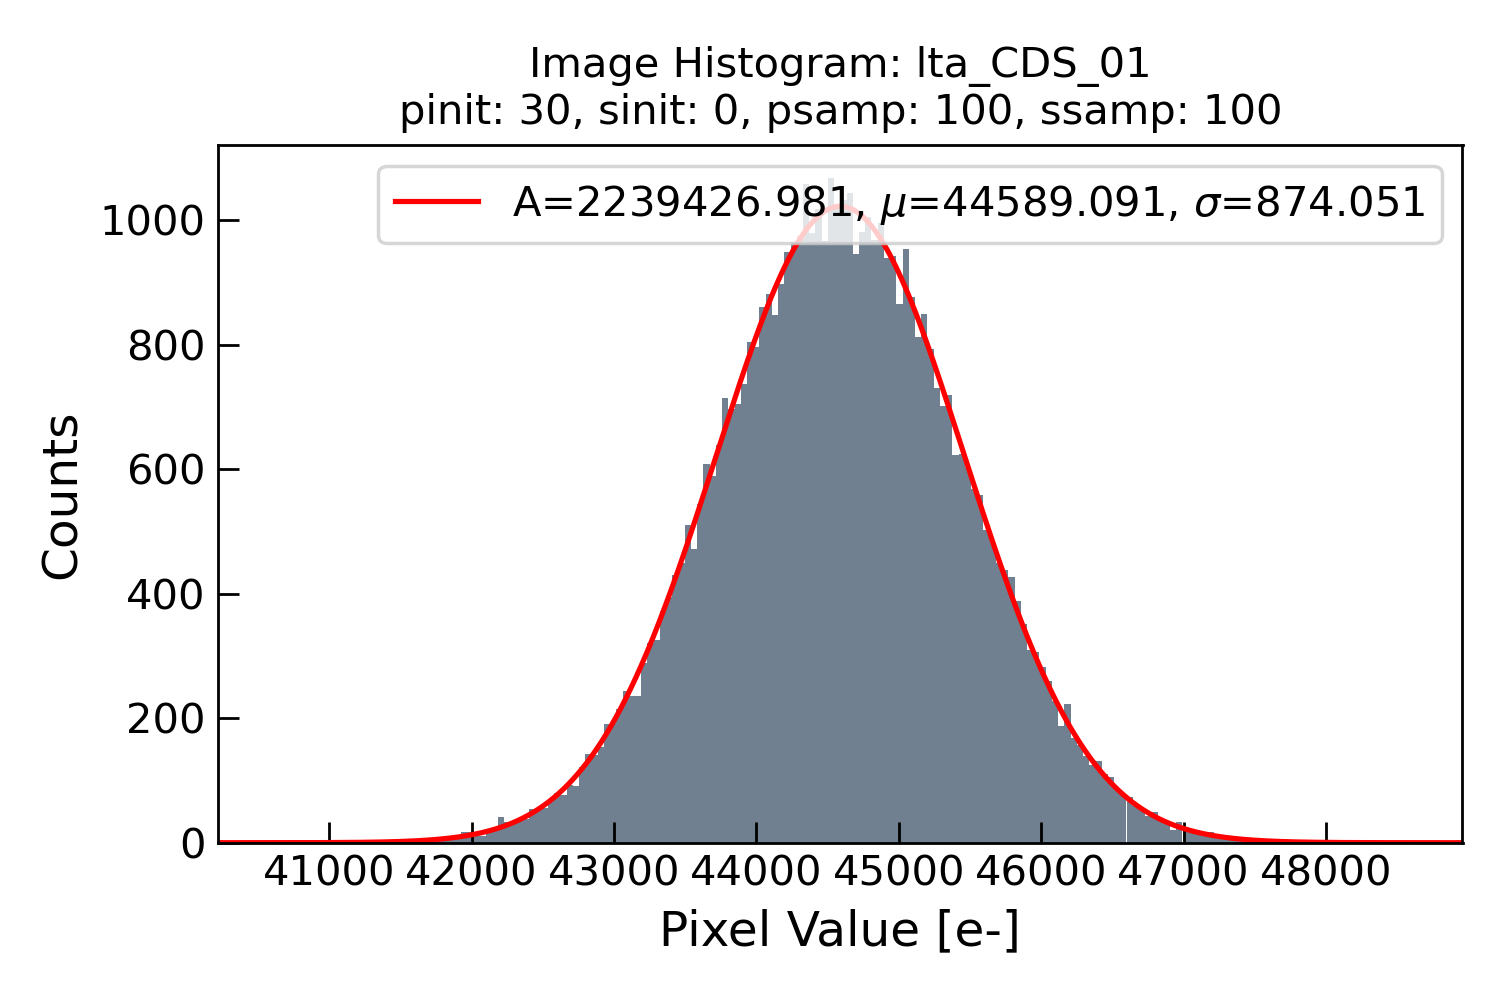 Image Histogram: lta_CDS_01
pinit: 30, sinit: 0, psamp: 100, ssamp: 100
A=2239426.981, μ=44589.091, σ=874.051
1000
800
600
400
200
0
Counts
41000 42000 43000 44000 45000 46000 47000 48000
Pixel Value [e-]